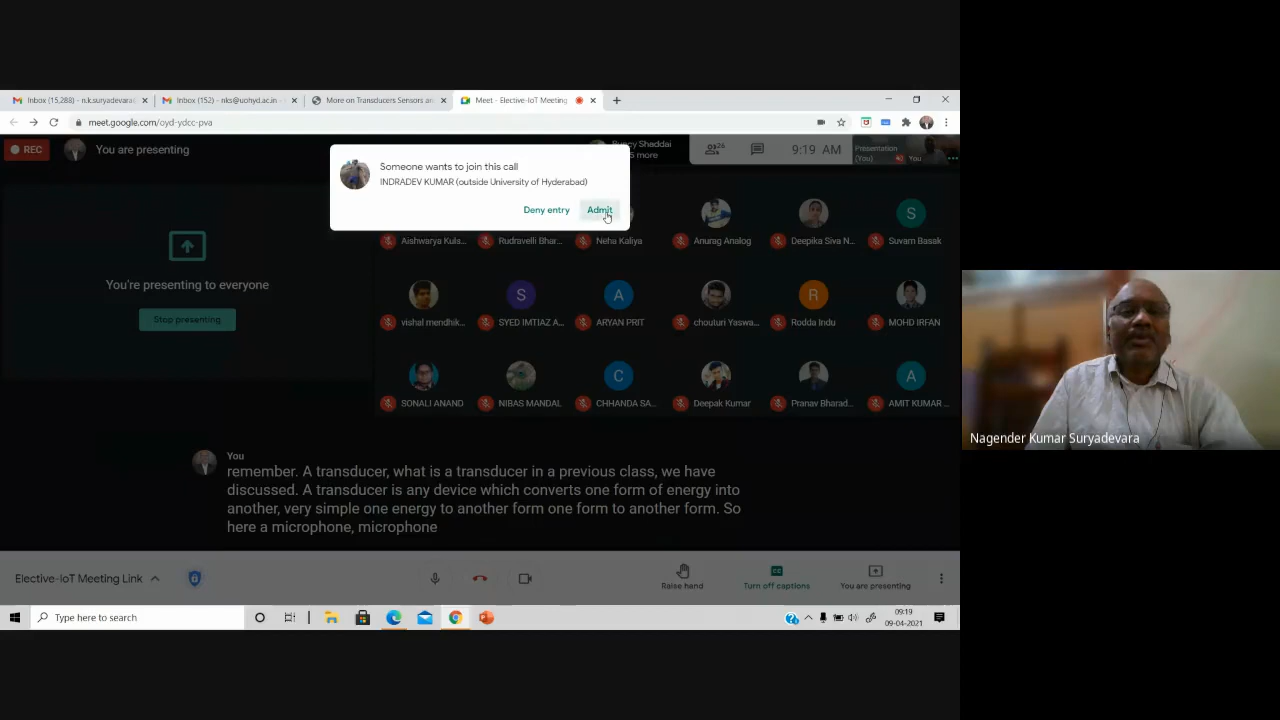 Inbox (15,288) - n.k.suryadevara
Inbox (152) - nks@uohyd.ac.in -
More on Transducers Sensors an
Meet - Elective-IoT Meeting
meet.google.com/oyd-ydcc-pva
REC
You are presenting
Someone wants to join this call
INDRADEV KUMAR (outside University of Hyderabad)
Deny entry
Admit
Sheddai
more
26
9:19 AM
Presentation
(You)
You
Aishwarya Kuls...
Rudravelli Bhar...
Neha Kaliya
Anurag Analog
Deepika Siva N...
S
Suvam Basak
You're presenting to everyone
Stop presenting
vishal mendhik...
S
SYED IMTIAZ A...
A
ARYAN PRIT
chouturi Yaswa...
R
Rodda Indu
MOHD IRFAN
SONALI ANAND
NIBAS MANDAL
C
CHHANDA SA...
Deepak Kumar
Pranav Bharad...
A
AMIT KUMAR ...
You
remember. A transducer, what is a transducer in a previous class, we have
discussed. A transducer is any device which converts one form of energy into
another, very simple one energy to another form one form to another form. So
here a microphone, microphone
Nagender Kumar Suryadevara
Elective-IoT Meeting Link
Raise hand
Turn off captions
You are presenting
Type here to search
09:19
09-04-2021